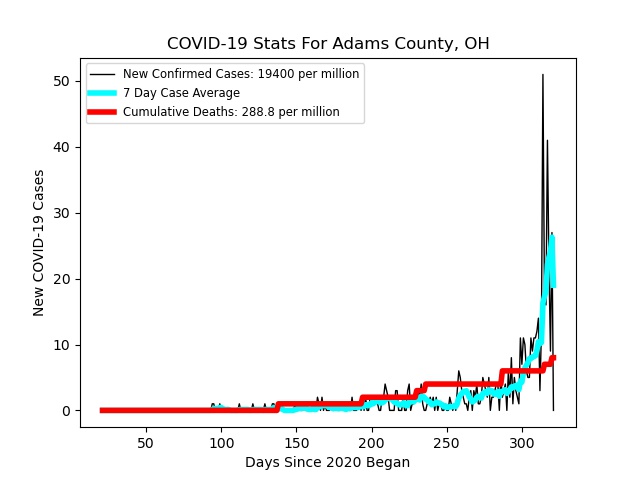 COVID-19 Stats For Adams County, OH
New Confirmed Cases: 19400 per million
7 Day Case Average
Cumulative Deaths: 288.8 per million
New COVID-19 Cases
50
40
30
20
10
0
50 100 150 200 250 300
Days Since 2020 Began